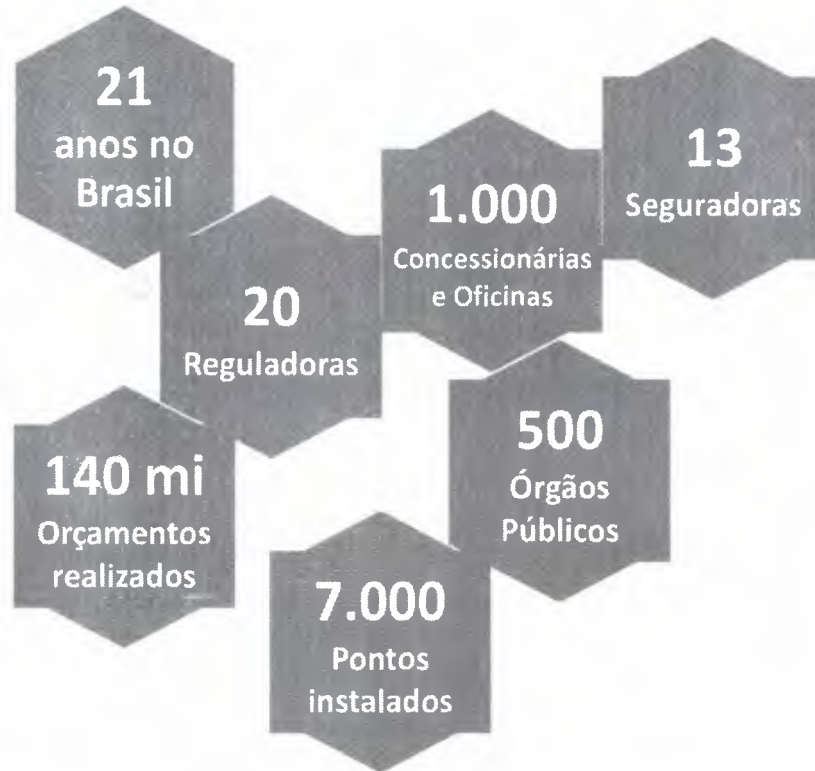 21
anos no
Brasil
13
Seguradoras
1.000
Concessionárias
e Oficinas
20
Reguladoras
500
Órgãos
Públicos
140 mi
Orçamentos
realizados
7.000
Pontos
instalados